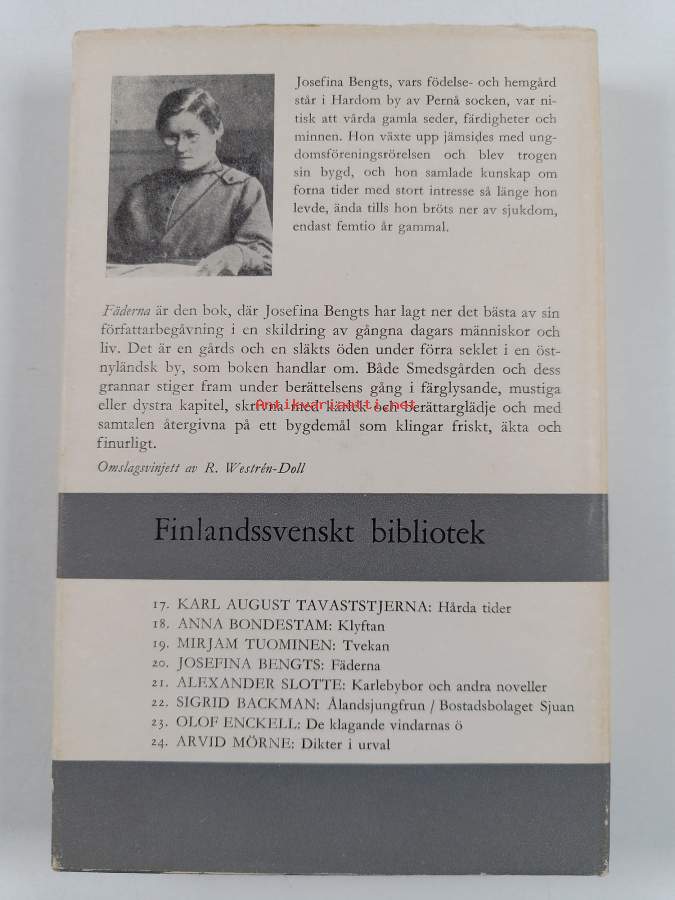 Josefina Bengts, vars födelse- och hemgård
står i Hardom by av Pernå socken, var ni-
tisk att vårda gamla seder, färdigheter och
minnen. Hon växte upp jämsides med ung-
domsföreningsrörelsen och blev trogen
sin bygd, och hon samlade kunskap om
forna tider med stort intresse så länge hon
levde, ända tills hon bröts ner av sjukdom,
endast femtio år gammal.
Fäderna är den bok, där Josefina Bengts har lagt ner det bästa av sin
författarbegåvning i en skildring av gångna dagars människor och
liv. Det är en gårds och en släkts öden under förra seklet i en öst-
nyländsk by, som boken handlar om. Både Smedsgården och dess
grannar stiger fram under berättelsens gång i färglysande, mustiga
eller dystra kapitel, skrivna med kärlek och berättarglädje och med
Antikvariaatti.net
samtalen återgivna på ett bygdemål som klingar friskt, äkta och
finurligt.
Omslagsvinjett av R. Westrén-Doll
Finlandssvenskt bibliotek
17. KARL AUGUST TAVASTSTJERNA: Hårda tider
18. ANNA BONDESTAM: Klyftan
19. MIRJAM TUOMINEN: Tvekan
20. JOSEFINA BENGTS: Fäderna
21. ALEXANDER SLOTTE: Karlebybor och andra noveller
22. SIGRID BACKMAN: Ålandsjungfrun / Bostadsbolaget Sjuan
23. OLOF ENCKELL: De klagande vindarnas ö
24. ARVID MÖRNE: Dikter i urval